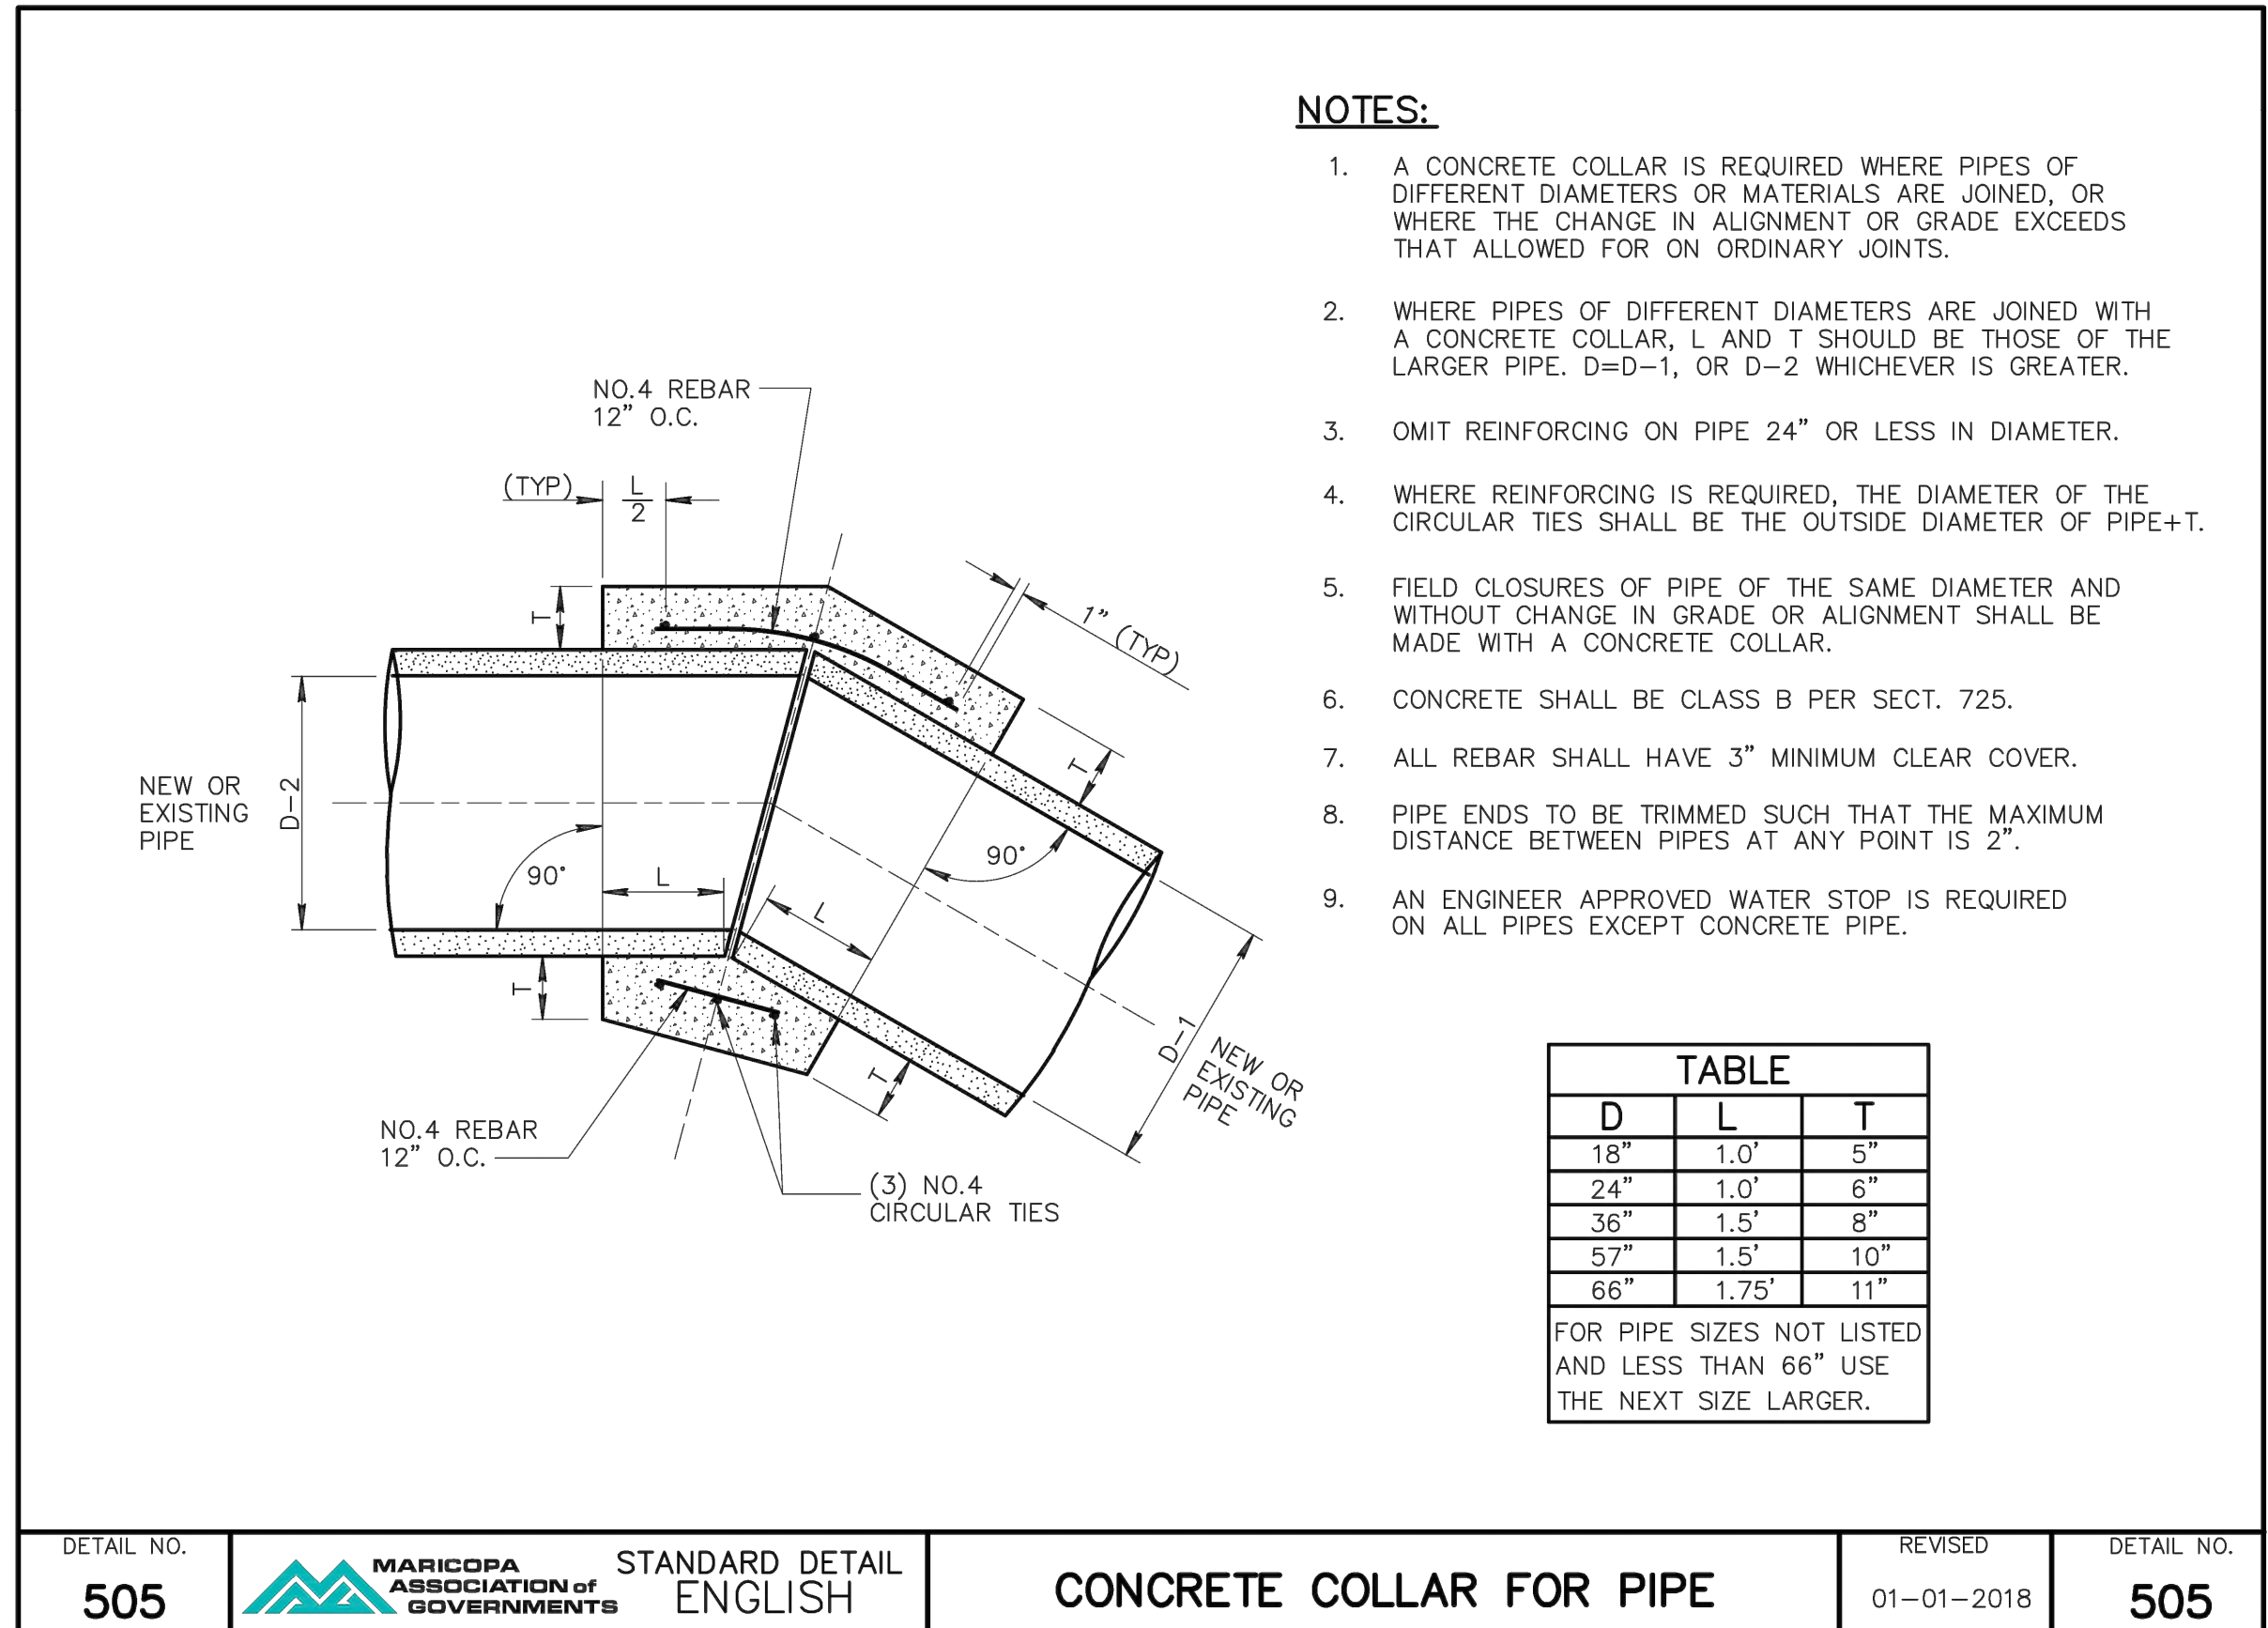 NOTES:
1. A CONCRETE COLLAR IS REQUIRED WHERE PIPES OF
DIFFERENT DIAMETERS OR MATERIALS ARE JOINED, OR
WHERE THE CHANGE IN ALIGNMENT OR GRADE EXCEEDS
THAT ALLOWED FOR ON ORDINARY JOINTS.
2. WHERE PIPES OF DIFFERENT DIAMETERS ARE JOINED WITH
A CONCRETE COLLAR, L AND T SHOULD BE THOSE OF THE
LARGER PIPE. D=D-1, OR D-2 WHICHEVER IS GREATER.
3. OMIT REINFORCING ON PIPE 24" OR LESS IN DIAMETER.
4. WHERE REINFORCING IS REQUIRED, THE DIAMETER OF THE
CIRCULAR TIES SHALL BE THE OUTSIDE DIAMETER OF PIPE+T.
5. FIELD CLOSURES OF PIPE OF THE SAME DIAMETER AND
WITHOUT CHANGE IN GRADE OR ALIGNMENT SHALL BE
MADE WITH A CONCRETE COLLAR.
6. CONCRETE SHALL BE CLASS B PER SECT. 725.
7. ALL REBAR SHALL HAVE 3" MINIMUM CLEAR COVER.
8. PIPE ENDS TO BE TRIMMED SUCH THAT THE MAXIMUM
DISTANCE BETWEEN PIPES AT ANY POINT IS 2".
9. AN ENGINEER APPROVED WATER STOP IS REQUIRED
ON ALL PIPES EXCEPT CONCRETE PIPE.
NO.4 REBAR
12" O.C.
(TYP)
L
2
T
1" (TYP)
T
NEW OR
EXISTING
PIPE
D-2
90°
L
90°
L
T
D-1
NEW OR
EXISTING
PIPE
T
NO.4 REBAR
12" O.C.
(3) NO.4
CIRCULAR TIES
TABLE
D L T
18" 1.0' 5"
24" 1.0' 6"
36" 1.5' 8"
57" 1.5' 10"
66" 1.75' 11"
FOR PIPE SIZES NOT LISTED
AND LESS THAN 66" USE
THE NEXT SIZE LARGER.
DETAIL NO.
505
MARICOPA
ASSOCIATION of
GOVERNMENTS
STANDARD DETAIL
ENGLISH
CONCRETE COLLAR FOR PIPE
REVISED
01-01-2018
DETAIL NO.
505